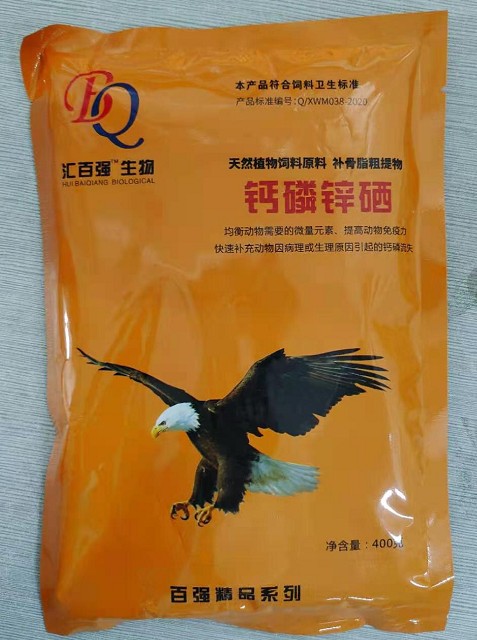 BQ
汇百强™生物
HUI BAIQIANG BIOLOGICAL
本产品符合饲料卫生标准
产品标准编号:Q/XWM038-2020
天然植物饲料原料 补骨脂粗提物
钙磷锌硒
均衡动物需要的微量元素、提高动物免疫力
快速补充动物因病理或生理原因引起的钙磷流失
净含量:400克
百强精品系列